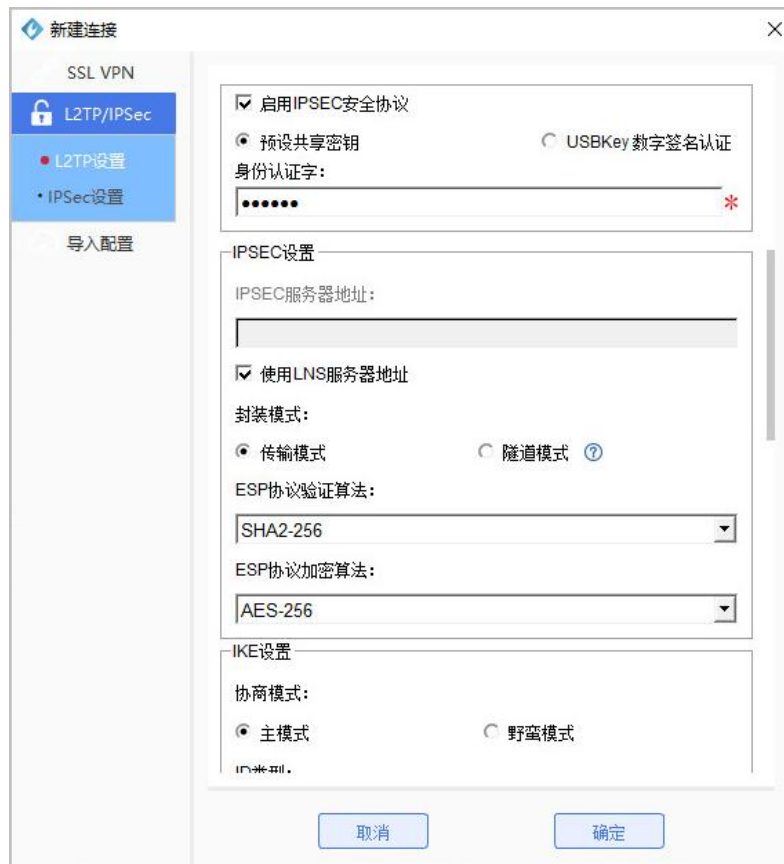 新建连接
SSL VPN
L2TP/IPSec
L2TP设置
IPSec设置
导入配置
启用IPSEC安全协议
预设共享密钥 USBKey数字签名认证
身份认证字:
●●●●●● *
IPSEC设置
IPSEC服务器地址:
使用LNS服务器地址
封装模式:
传输模式 隧道模式 ?
ESP协议验证算法:
SHA2-256
ESP协议加密算法:
AES-256
IKE设置
协商模式:
主模式 野蛮模式
ID类型:
取消 确定